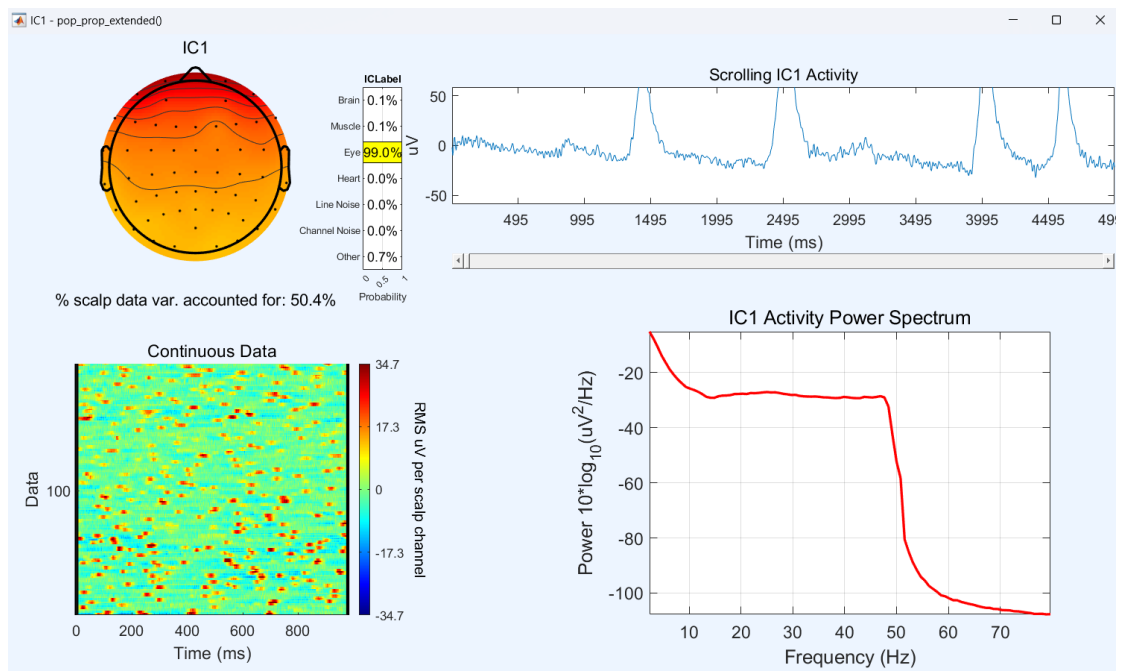 IC1 - pop_prop_extended()
IC1
ICLabel
Brain 0.1%
Muscle 0.1%
Eye 99.0%
Heart 0.0%
Line Noise 0.0%
Channel Noise 0.0%
Other 0.7%
0 0.5 1
Probability
% scalp data var. accounted for: 50.4%
Scrolling IC1 Activity
uV
50
0
-50
495 995 1495 1995 2495 2995 3495 3995 4495 499
Time (ms)
Continuous Data
Data
100
0 200 400 600 800
Time (ms)
34.7
17.3
0
-17.3
-34.7
RMS uV per scalp channel
IC1 Activity Power Spectrum
Power 10*log10(uV2/Hz)
-20
-40
-60
-80
-100
10 20 30 40 50 60 70
Frequency (Hz)